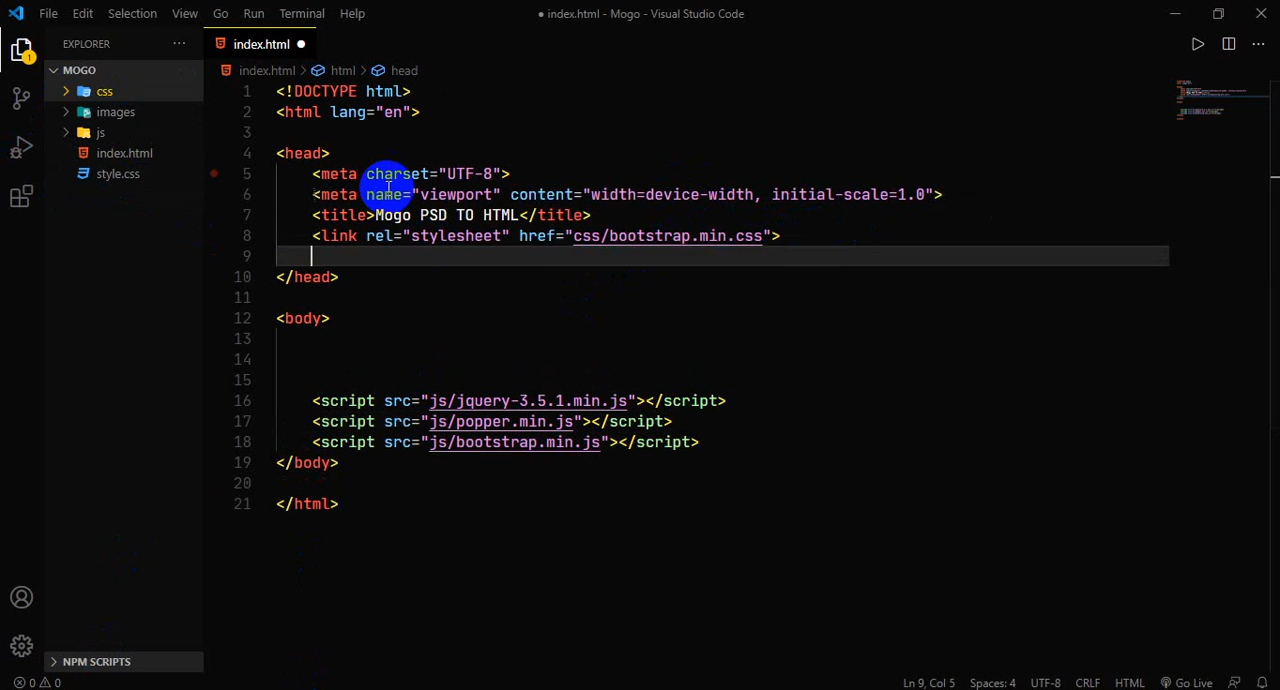 File Edit Selection View Go Run Terminal Help
● index.html - Mogo - Visual Studio Code
EXPLORER
index.html
MOGO
css
images
js
index.html
style.css
NPM SCRIPTS
index.html > html > head
1 <!DOCTYPE html>
2 <html lang="en">
3
4 <head>
5 <meta charset="UTF-8">
6 <meta name="viewport" content="width=device-width, initial-scale=1.0">
7 <title>Mogo PSD TO HTML</title>
8 <link rel="stylesheet" href="css/bootstrap.min.css">
9
10 </head>
11
12 <body>
13
14
15
16 <script src="js/jquery-3.5.1.min.js"></script>
17 <script src="js/popper.min.js"></script>
18 <script src="js/bootstrap.min.js"></script>
19 </body>
20
21 </html>
1
0 0
Ln 9, Col 5 Spaces: 4 UTF-8 CRLF HTML Go Live